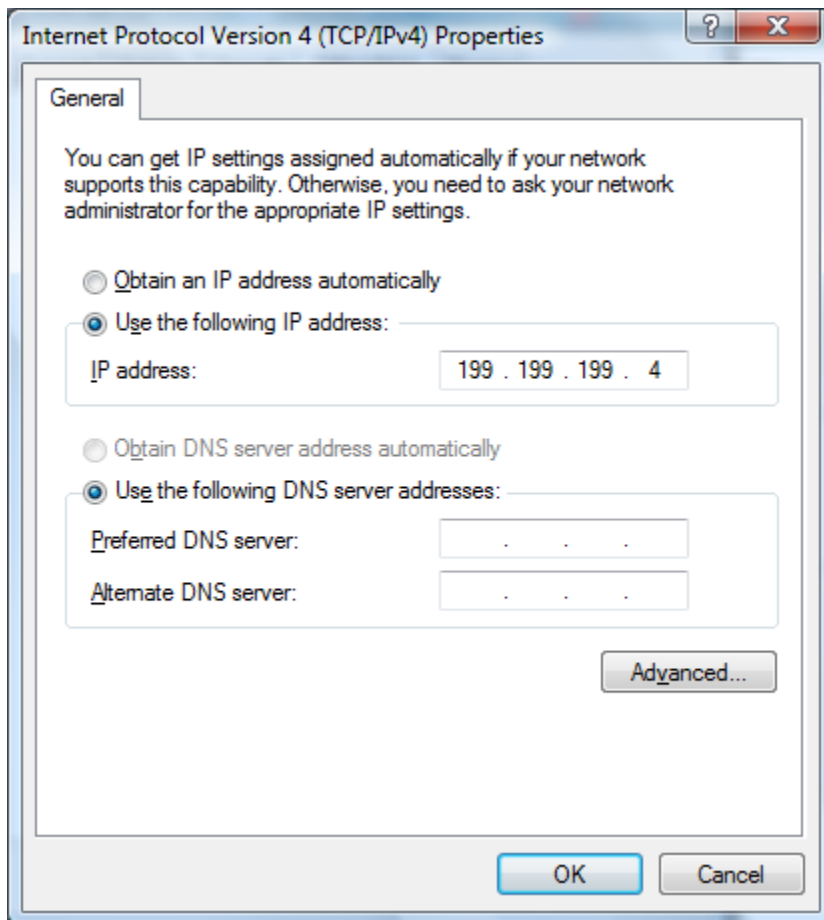 Internet Protocol Version 4 (TCP/IPv4) Properties
General
You can get IP settings assigned automatically if your network
supports this capability. Otherwise, you need to ask your network
administrator for the appropriate IP settings.
Obtain an IP address automatically
Use the following IP address:
IP address: 199 . 199 . 199 . 4
Obtain DNS server address automatically
Use the following DNS server addresses:
Preferred DNS server: . . .
Alternate DNS server: . . .
Advanced...
OK Cancel